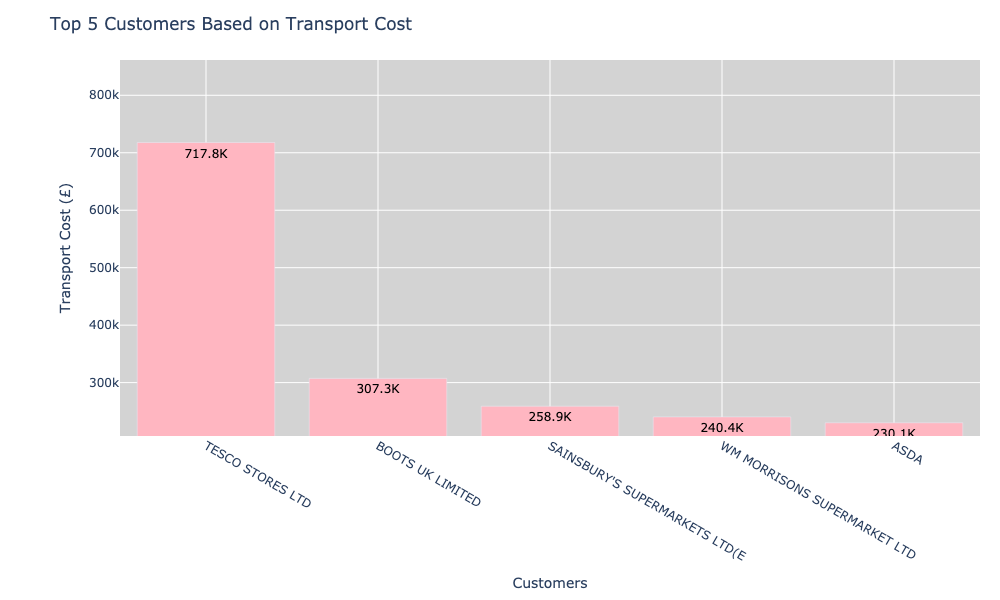 Top 5 Customers Based on Transport Cost
800k
700k
600k
500k
400k
300k
Transport Cost (£)
717.8K
307.3K
258.9K
240.4K
230.1K
TESCO STORES LTD
BOOTS UK LIMITED
SAINSBURY'S SUPERMARKETS LTD(E
WM MORRISONS SUPERMARKET LTD
ASDA
Customers